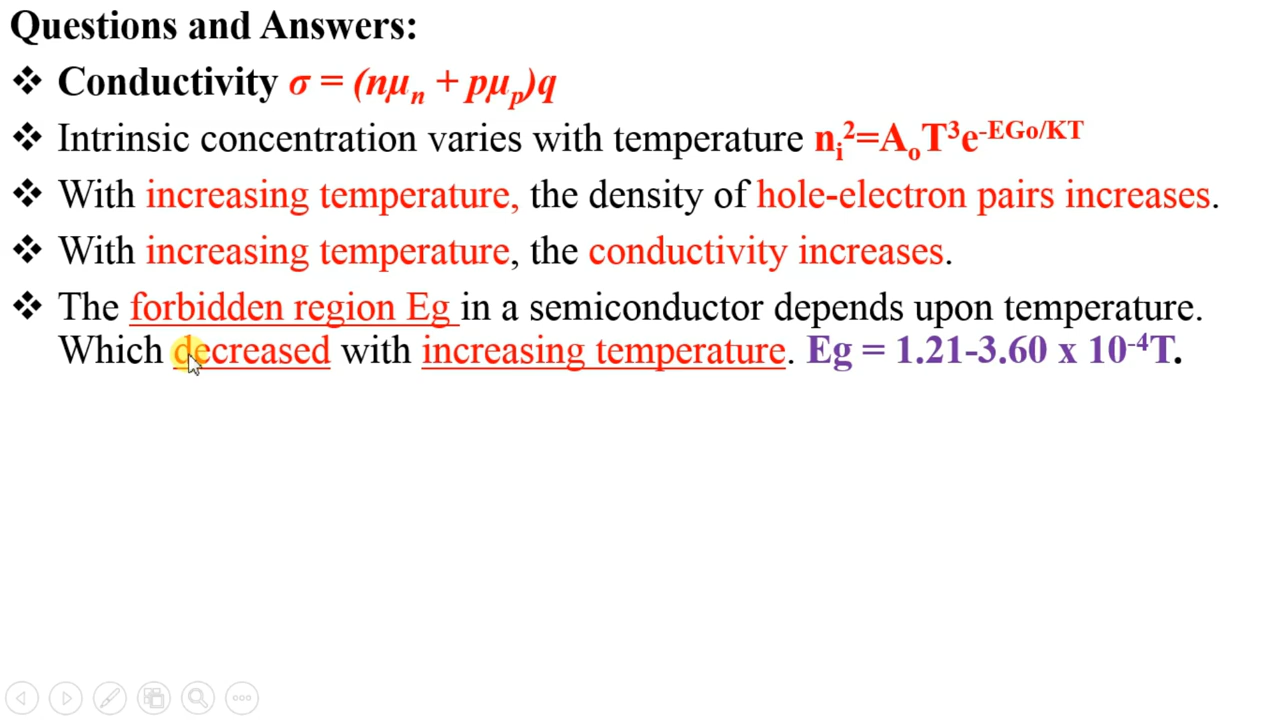 Questions and Answers:
❖ Conductivity σ = (nμₙ + pμₚ)q
❖ Intrinsic concentration varies with temperature nᵢ²=AₒT³e^-EGo/KT
❖ With increasing temperature, the density of hole-electron pairs increases.
❖ With increasing temperature, the conductivity increases.
❖ The forbidden region Eg in a semiconductor depends upon temperature.
Which decreased with increasing temperature. Eg = 1.21-3.60 x 10⁻⁴T.